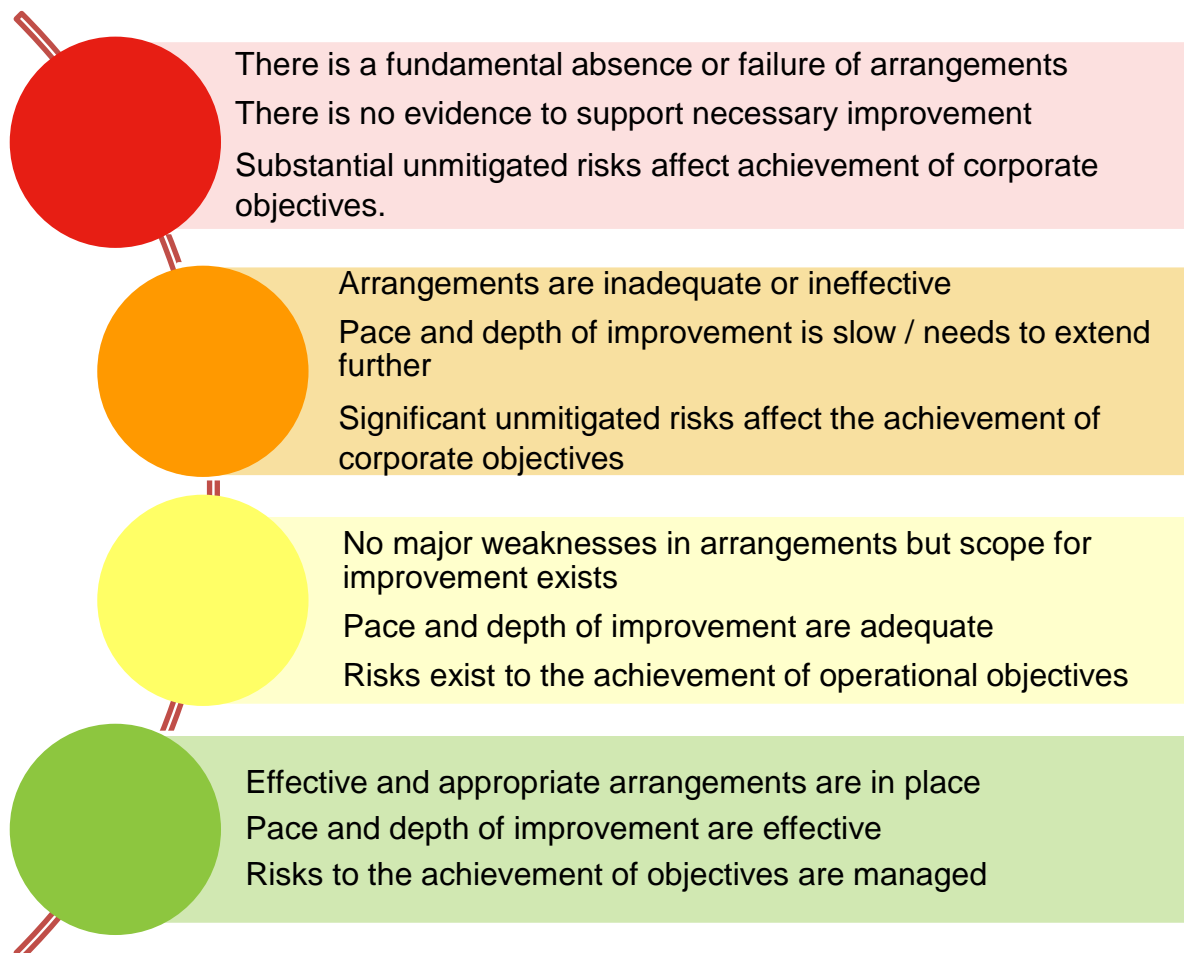 There is a fundamental absence or failure of arrangements
There is no evidence to support necessary improvement
Substantial unmitigated risks affect achievement of corporate
objectives.
Arrangements are inadequate or ineffective
Pace and depth of improvement is slow / needs to extend
further
Significant unmitigated risks affect the achievement of
corporate objectives
No major weaknesses in arrangements but scope for
improvement exists
Pace and depth of improvement are adequate
Risks exist to the achievement of operational objectives
Effective and appropriate arrangements are in place
Pace and depth of improvement are effective
Risks to the achievement of objectives are managed